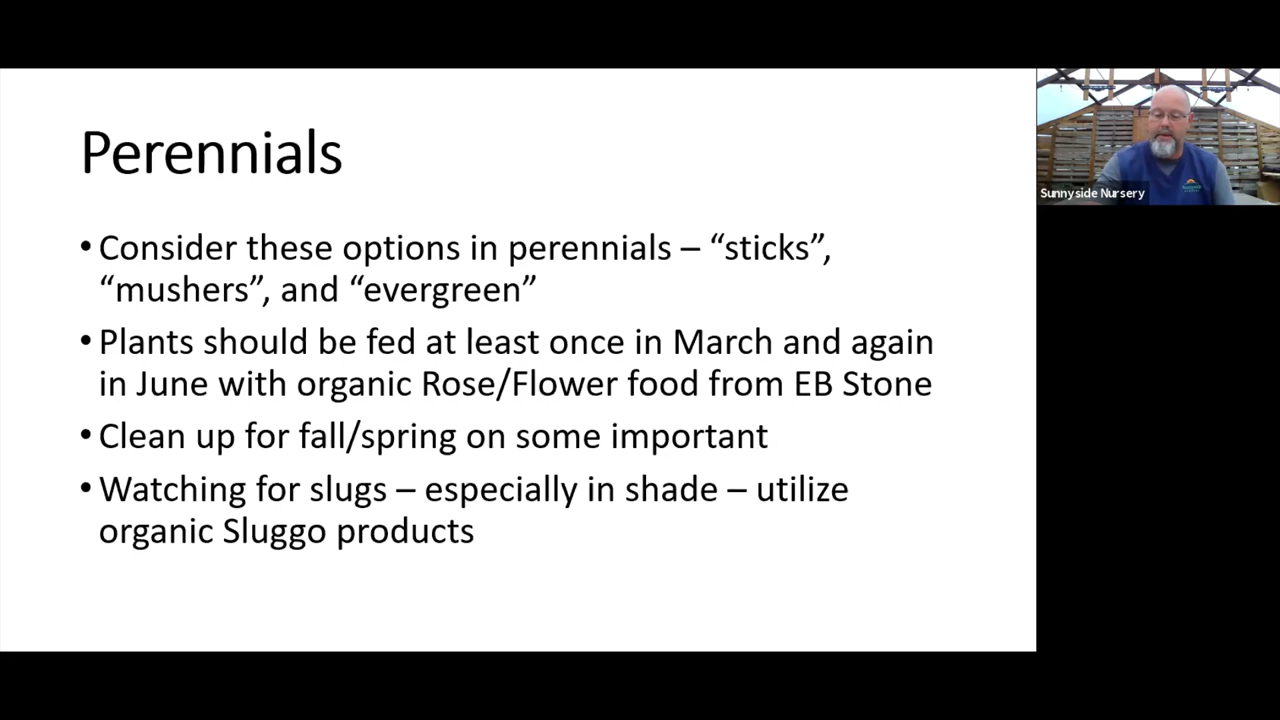 Perennials
• Consider these options in perennials – “sticks”,
“mushers”, and “evergreen”
• Plants should be fed at least once in March and again
in June with organic Rose/Flower food from EB Stone
• Clean up for fall/spring on some important
• Watching for slugs – especially in shade – utilize
organic Sluggo products
Sunnyside Nursery